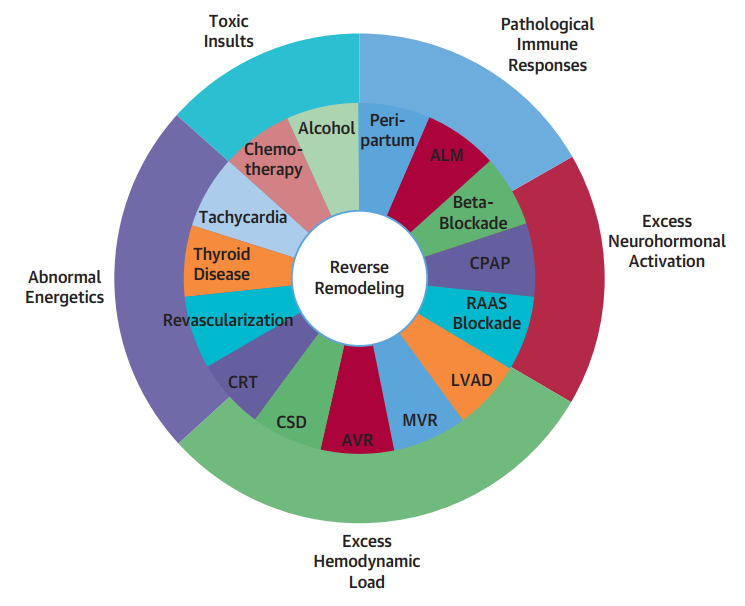 Toxic
Insults
Pathological
Immune
Responses
Excess
Neurohormonal
Activation
Excess
Hemodynamic
Load
Abnormal
Energetics
Alcohol
Peri-
partum
ALM
Beta-
Blockade
CPAP
RAAS
Blockade
LVAD
MVR
AVR
CSD
CRT
Revascularization
Thyroid
Disease
Tachycardia
Chemo-
therapy
Reverse
Remodeling